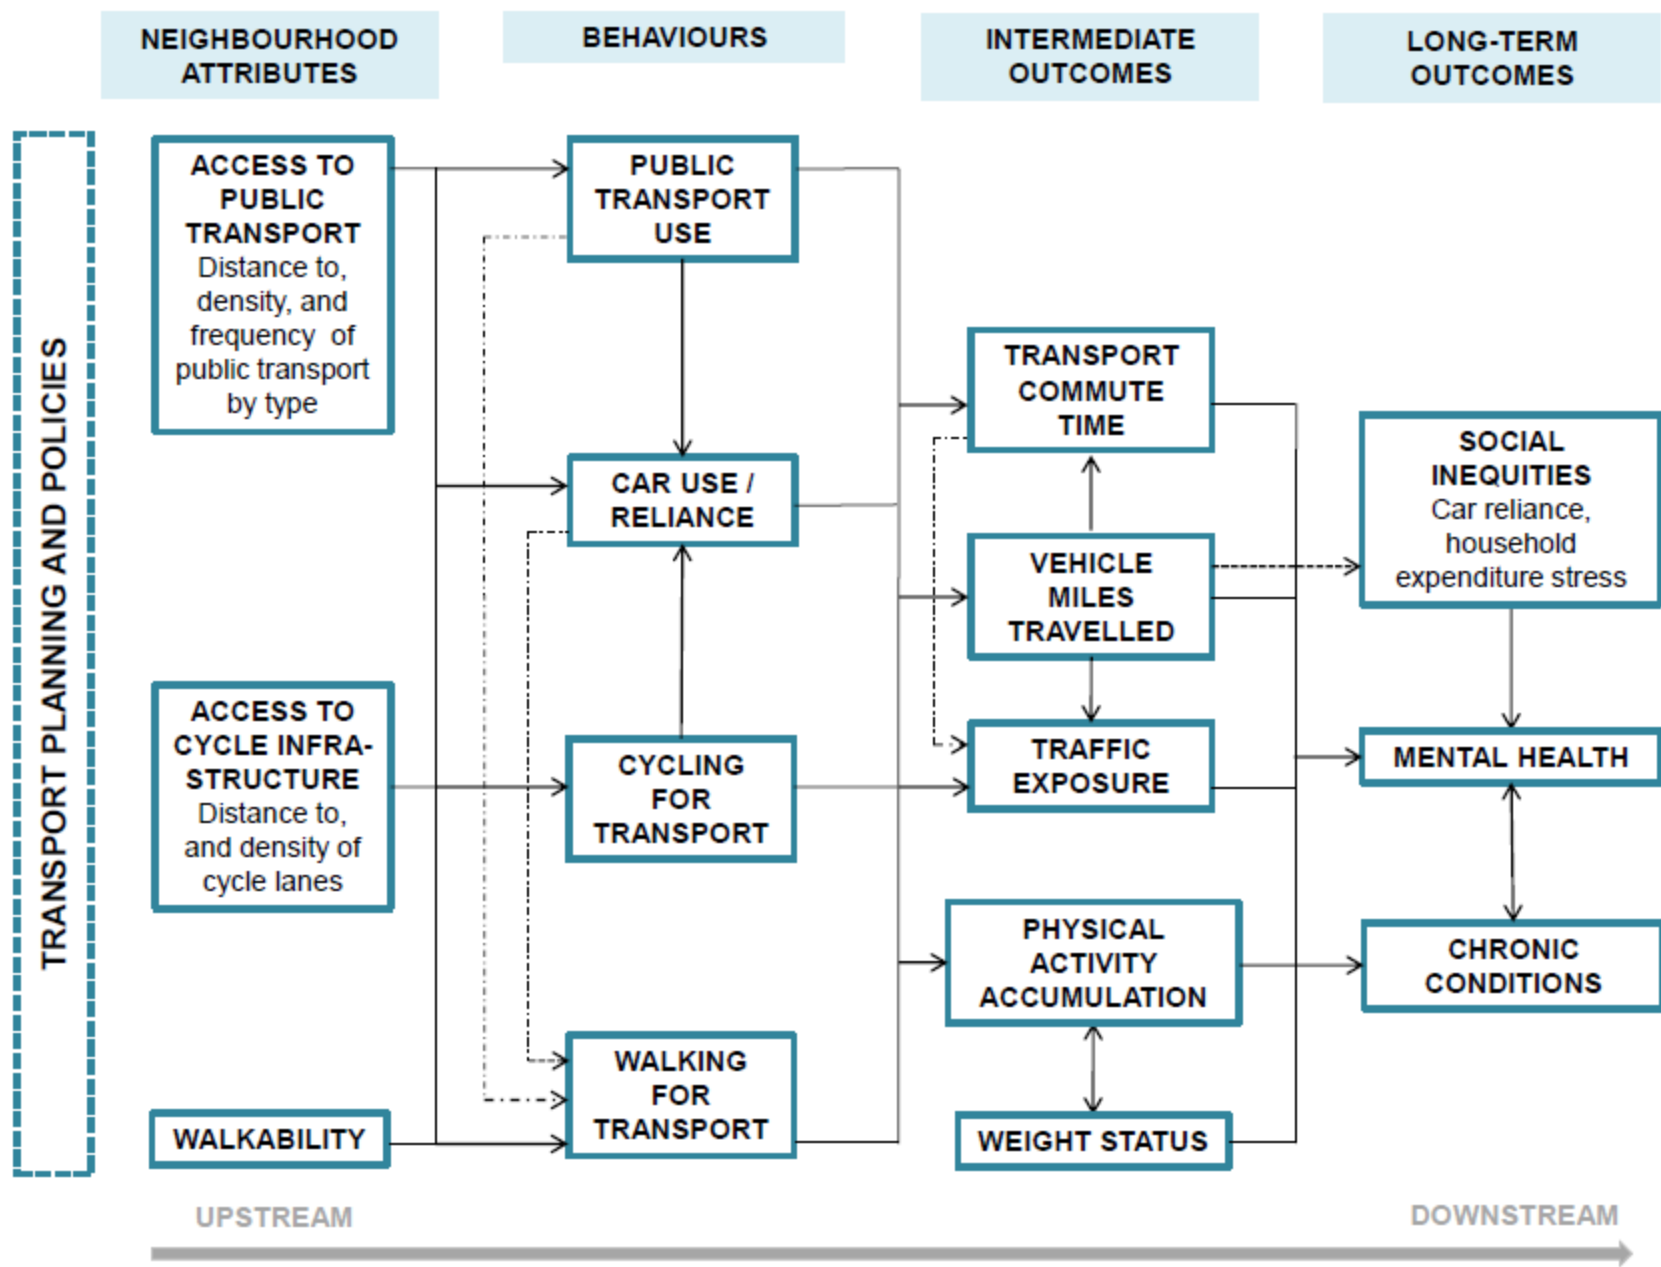 NEIGHBOURHOOD
ATTRIBUTES
BEHAVIOURS
INTERMEDIATE
OUTCOMES
LONG-TERM
OUTCOMES
TRANSPORT PLANNING AND POLICIES
ACCESS TO
PUBLIC
TRANSPORT
Distance to,
density, and
frequency of
public transport
by type
ACCESS TO
CYCLE INFRA-
STRUCTURE
Distance to,
and density of
cycle lanes
WALKABILITY
PUBLIC
TRANSPORT
USE
CAR USE /
RELIANCE
CYCLING
FOR
TRANSPORT
WALKING
FOR
TRANSPORT
TRANSPORT
COMMUTE
TIME
VEHICLE
MILES
TRAVELLED
TRAFFIC
EXPOSURE
PHYSICAL
ACTIVITY
ACCUMULATION
WEIGHT STATUS
SOCIAL
INEQUITIES
Car reliance,
household
expenditure stress
MENTAL HEALTH
CHRONIC
CONDITIONS
UPSTREAM
DOWNSTREAM